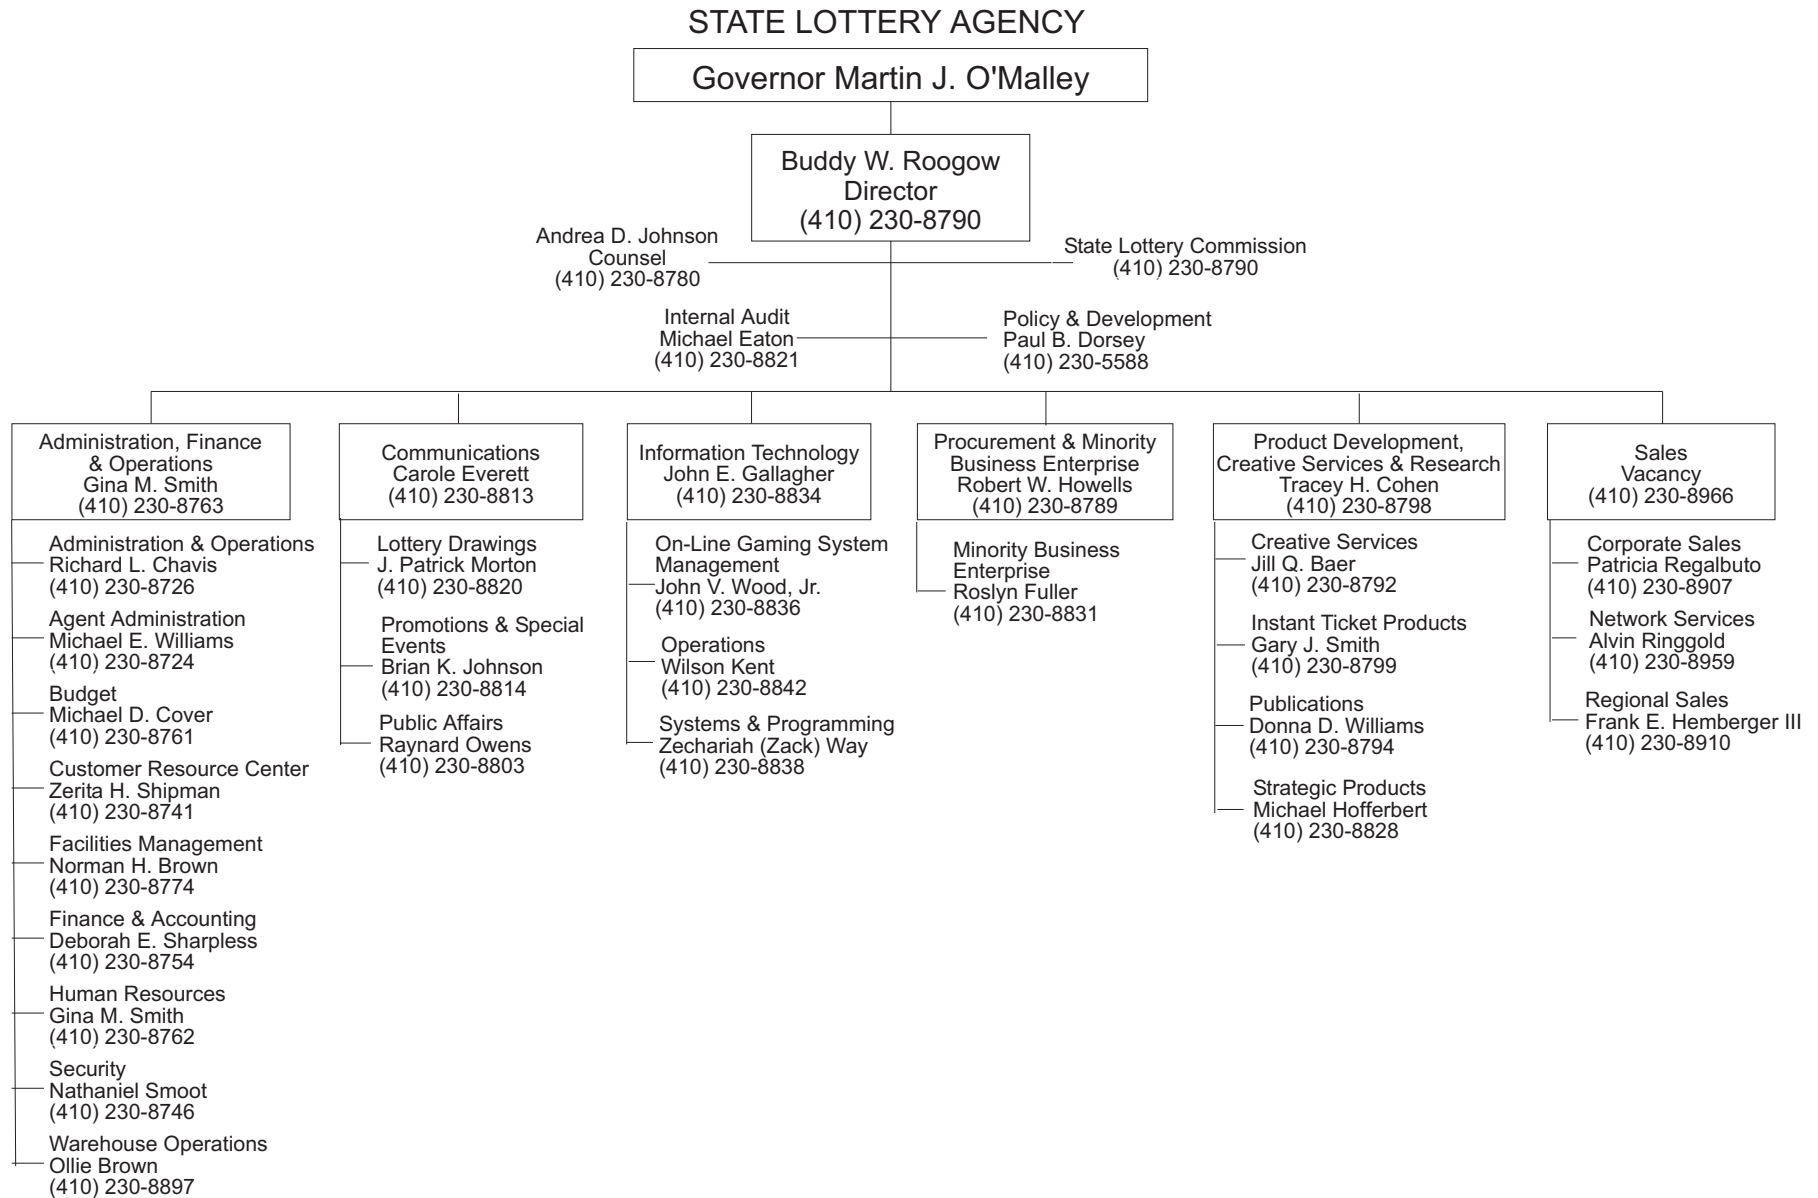 STATE LOTTERY AGENCY
Governor Martin J. O'Malley
Buddy W. Roogow
Director
(410) 230-8790
Andrea D. Johnson
Counsel
(410) 230-8780
State Lottery Commission
(410) 230-8790
Internal Audit
Michael Eaton
(410) 230-8821
Policy & Development
Paul B. Dorsey
(410) 230-5588
Administration, Finance
& Operations
Gina M. Smith
(410) 230-8763
Administration & Operations
Richard L. Chavis
(410) 230-8726
Agent Administration
Michael E. Williams
(410) 230-8724
Budget
Michael D. Cover
(410) 230-8761
Customer Resource Center
Zerita H. Shipman
(410) 230-8741
Facilities Management
Norman H. Brown
(410) 230-8774
Finance & Accounting
Deborah E. Sharpless
(410) 230-8754
Human Resources
Gina M. Smith
(410) 230-8762
Security
Nathaniel Smoot
(410) 230-8746
Warehouse Operations
Ollie Brown
(410) 230-8897
Communications
Carole Everett
(410) 230-8813
Lottery Drawings
J. Patrick Morton
(410) 230-8820
Promotions & Special
Events
Brian K. Johnson
(410) 230-8814
Public Affairs
Raynard Owens
(410) 230-8803
Information Technology
John E. Gallagher
(410) 230-8834
On-Line Gaming System
Management
John V. Wood, Jr.
(410) 230-8836
Operations
Wilson Kent
(410) 230-8842
Systems & Programming
Zechariah (Zack) Way
(410) 230-8838
Procurement & Minority
Business Enterprise
Robert W. Howells
(410) 230-8789
Minority Business
Enterprise
Roslyn Fuller
(410) 230-8831
Product Development,
Creative Services & Research
Tracey H. Cohen
(410) 230-8798
Creative Services
Jill Q. Baer
(410) 230-8792
Instant Ticket Products
Gary J. Smith
(410) 230-8799
Publications
Donna D. Williams
(410) 230-8794
Strategic Products
Michael Hofferbert
(410) 230-8828
Sales
Vacancy
(410) 230-8966
Corporate Sales
Patricia Regalbuto
(410) 230-8907
Network Services
Alvin Ringgold
(410) 230-8959
Regional Sales
Frank E. Hemberger III
(410) 230-8910